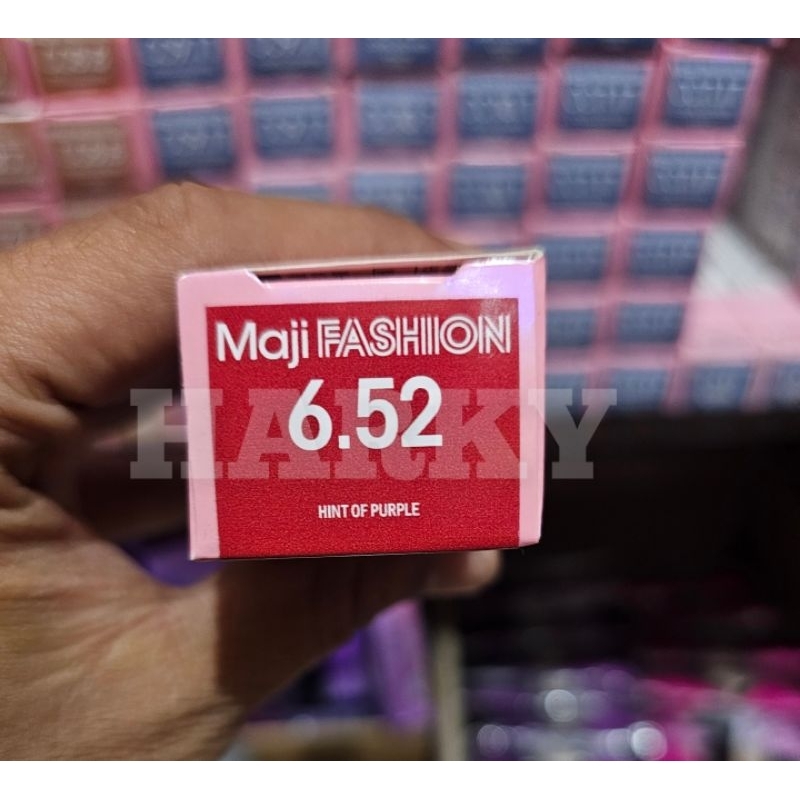 Maji FASHION
6.52
HARKY
HINT OF PURPLE